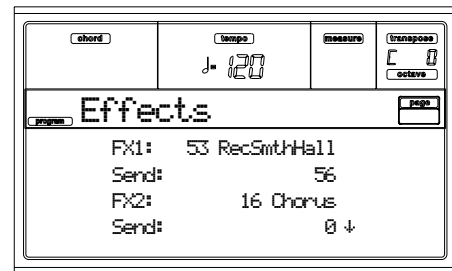 chord tempo measure transpose
♩= 120 C 0
octave
program Effects page
FX1: 53 RecSmthHall
Send: 56
FX2: 16 Chorus
Send: 0 ↓